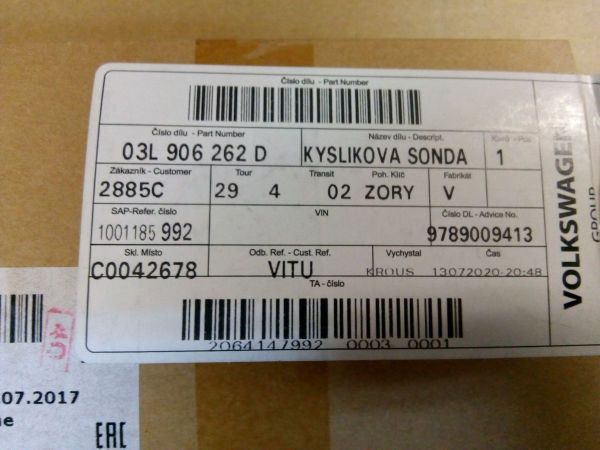 Číslo dílu - Part Number
Číslo dílu - Part Number Název dílu - Descript. Kusů - Pcs
03L 906 262 D KYSLIKOVA SONDA 1
Zákazník - Customer Tour Transit Poh. Klíč Fabrikát
2885C 29 4 02 ZORY V
SAP-Refer. číslo VIN Číslo DL - Advice No.
1001185 992 9789009413
Skl. Místo Odb. Ref. - Cust. Ref. Vychystal Čas
C0042678 VITU KROUS 13072020-20:48
TA - číslo
2064147992 0003 0001
VOLKSWAGEN
GROUP
.07.2017
EAC